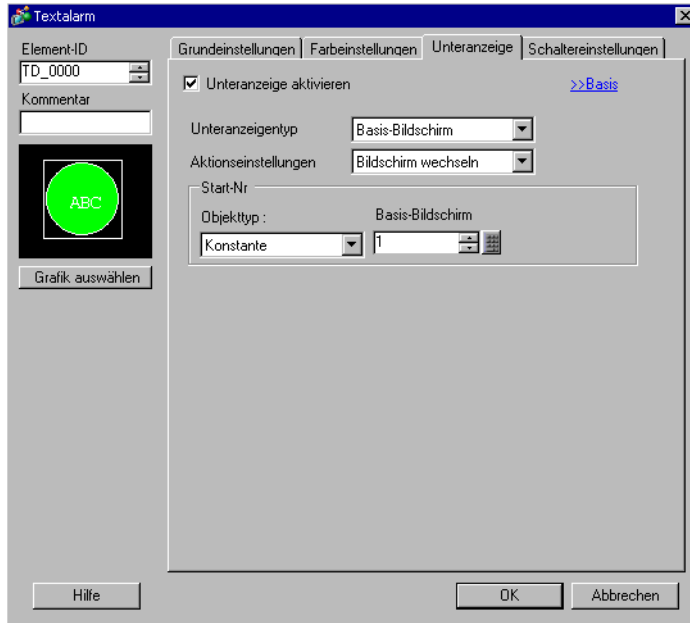 Textalarm
Element-ID
TD_0000
Kommentar
ABC
Grafik auswählen
Grundeinstellungen Farbeinstellungen Unteranzeige Schaltereinstellungen
Unteranzeige aktivieren >>Basis
Unteranzeigentyp Basis-Bildschirm
Aktionseinstellungen Bildschirm wechseln
Start-Nr
Objekttyp : Basis-Bildschirm
Konstante 1
Hilfe OK Abbrechen